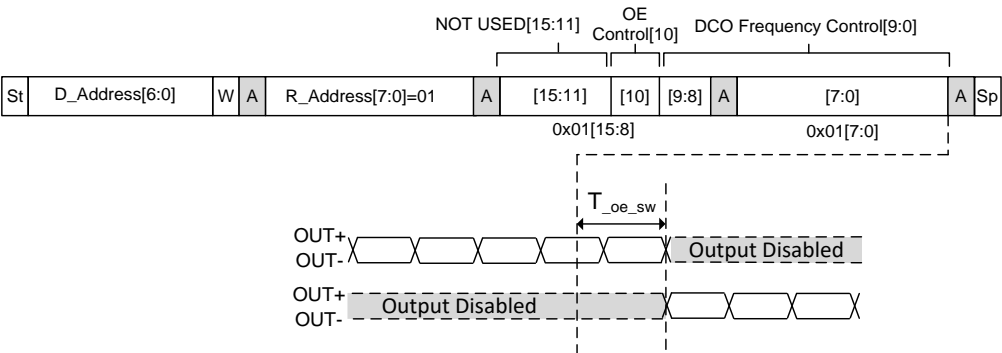 NOT USED[15:11]
OE
Control[10]
DCO Frequency Control[9:0]
St D_Address[6:0] W A R_Address[7:0]=01 A [15:11] [10] [9:8] A [7:0] A Sp
0x01[15:8] 0x01[7:0]
T_oe_sw
OUT+
OUT-
Output Disabled
OUT+
OUT-
Output Disabled